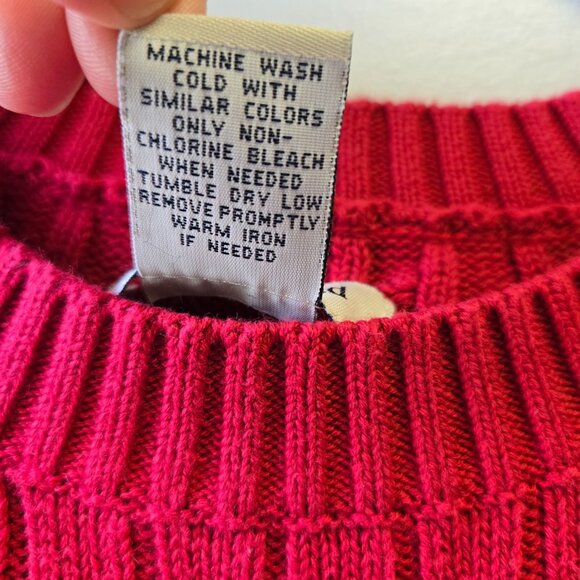 MACHINE WASH
COLD WITH
SIMILAR COLORS
ONLY NON-
CHLORINE BLEACH
WHEN NEEDED
TUMBLE DRY LOW
REMOVE PROMPTLY
WARM IRON
IF NEEDED